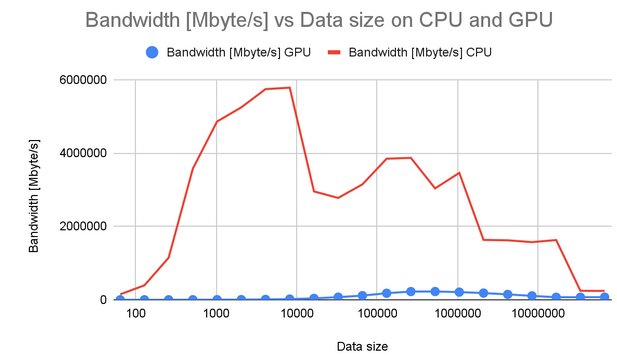 Bandwidth [Mbyte/s] vs Data size on CPU and GPU
Bandwidth [Mbyte/s] GPU Bandwidth [Mbyte/s] CPU
6000000
4000000
2000000
0
Bandwidth [Mbyte/s]
100 1000 10000 100000 1000000 10000000
Data size